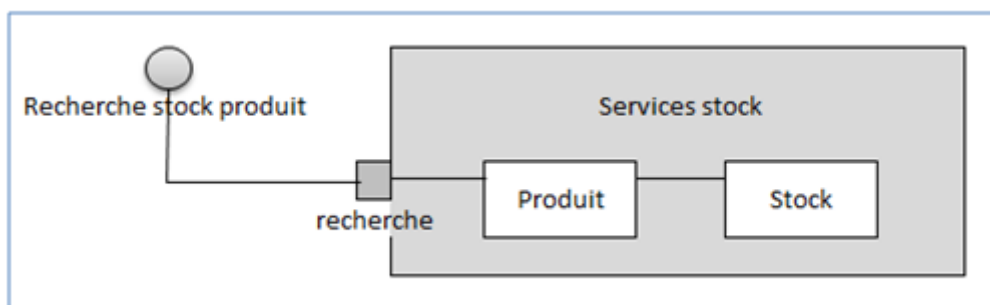 Recherche stock produit
Services stock
Produit
Stock
recherche